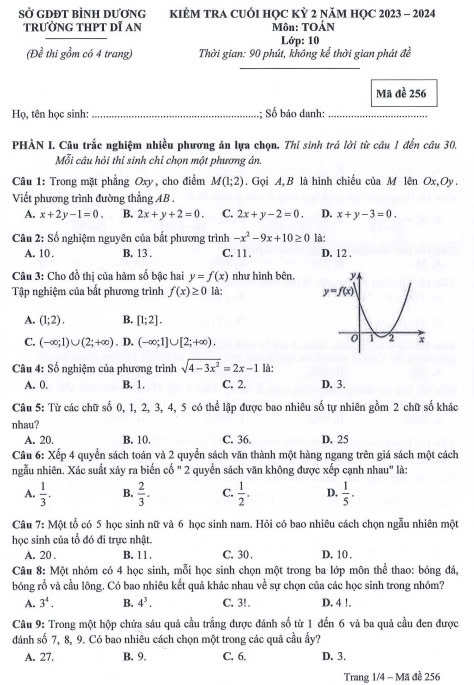 SỞ GDĐT BÌNH DƯƠNG
TRƯỜNG THPT DĨ AN
(Đề thi gồm có 4 trang)
KIỂM TRA CUỐI HỌC KỲ 2 NĂM HỌC 2023 – 2024
Môn: TOÁN
Lớp: 10
Thời gian: 90 phút, không kể thời gian phát đề
Mã đề 256
Họ, tên học sinh: ...............................................; Số báo danh: ..........................
PHẦN I. Câu trắc nghiệm nhiều phương án lựa chọn. Thí sinh trả lời từ câu 1 đến câu 30.
Mỗi câu hỏi thí sinh chỉ chọn một phương án.
Câu 1: Trong mặt phẳng Oxy, cho điểm M(1;2). Gọi A, B là hình chiếu của M lên Ox, Oy.
Viết phương trình đường thẳng AB.
A. x+2y−1=0. B. 2x+y+2=0. C. 2x+y−2=0. D. x+y−3=0.
Câu 2: Số nghiệm nguyên của bất phương trình −x²−9x+10≥0 là:
A. 10. B. 13. C. 11. D. 12.
Câu 3: Cho đồ thị của hàm số bậc hai y=f(x) như hình bên.
Tập nghiệm của bất phương trình f(x)≥0 là:
A. (1;2). B. [1;2].
C. (−∞;1)∪(2;+∞). D. (−∞;1]∪[2;+∞).
y
y=f(x)
O 1 2 x
Câu 4: Số nghiệm của phương trình √(4−3x²) = 2x−1 là:
A. 0. B. 1. C. 2. D. 3.
Câu 5: Từ các chữ số 0, 1, 2, 3, 4, 5 có thể lập được bao nhiêu số tự nhiên gồm 2 chữ số khác
nhau?
A. 20. B. 10. C. 36. D. 25
Câu 6: Xếp 4 quyển sách toán và 2 quyển sách văn thành một hàng ngang trên giá sách một cách
ngẫu nhiên. Xác suất xảy ra biến cố " 2 quyển sách văn không được xếp cạnh nhau" là:
A. 1/3. B. 2/3. C. 1/2. D. 1/5.
Câu 7: Một tổ có 5 học sinh nữ và 6 học sinh nam. Hỏi có bao nhiêu cách chọn ngẫu nhiên một
học sinh của tổ đó đi trực nhật.
A. 20. B. 11. C. 30. D. 10.
Câu 8: Một nhóm có 4 học sinh, mỗi học sinh chọn một trong ba lớp môn thể thao: bóng đá,
bóng rổ và cầu lông. Có bao nhiêu kết quả khác nhau về sự chọn của các học sinh trong nhóm?
A. 3⁴. B. 4³. C. 3!. D. 4!.
Câu 9: Trong một hộp chứa sáu quả cầu trắng được đánh số từ 1 đến 6 và ba quả cầu đen được
đánh số 7, 8, 9. Có bao nhiêu cách chọn một trong các quả cầu ấy?
A. 27. B. 9. C. 6. D. 3.
Trang 1/4 – Mã đề 256